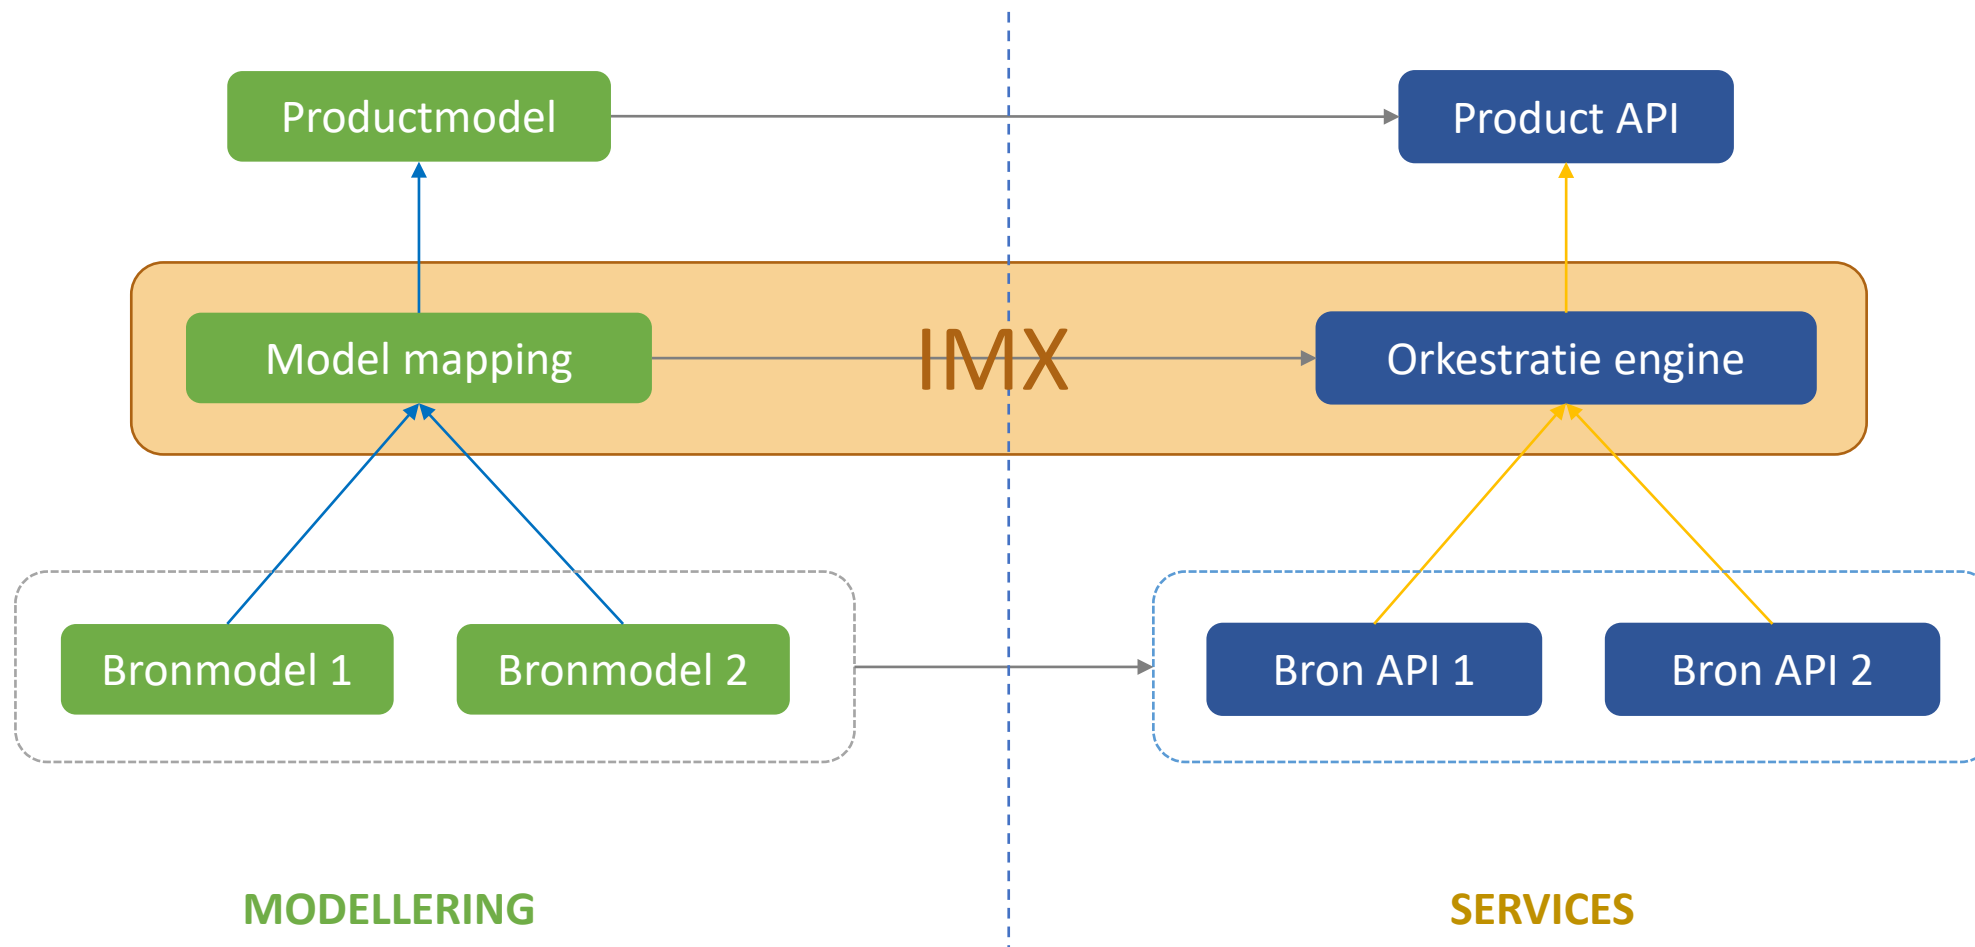 Productmodel
Product API
Model mapping
IMX
Orkestratie engine
Bronmodel 1
Bronmodel 2
Bron API 1
Bron API 2
MODELLERING
SERVICES